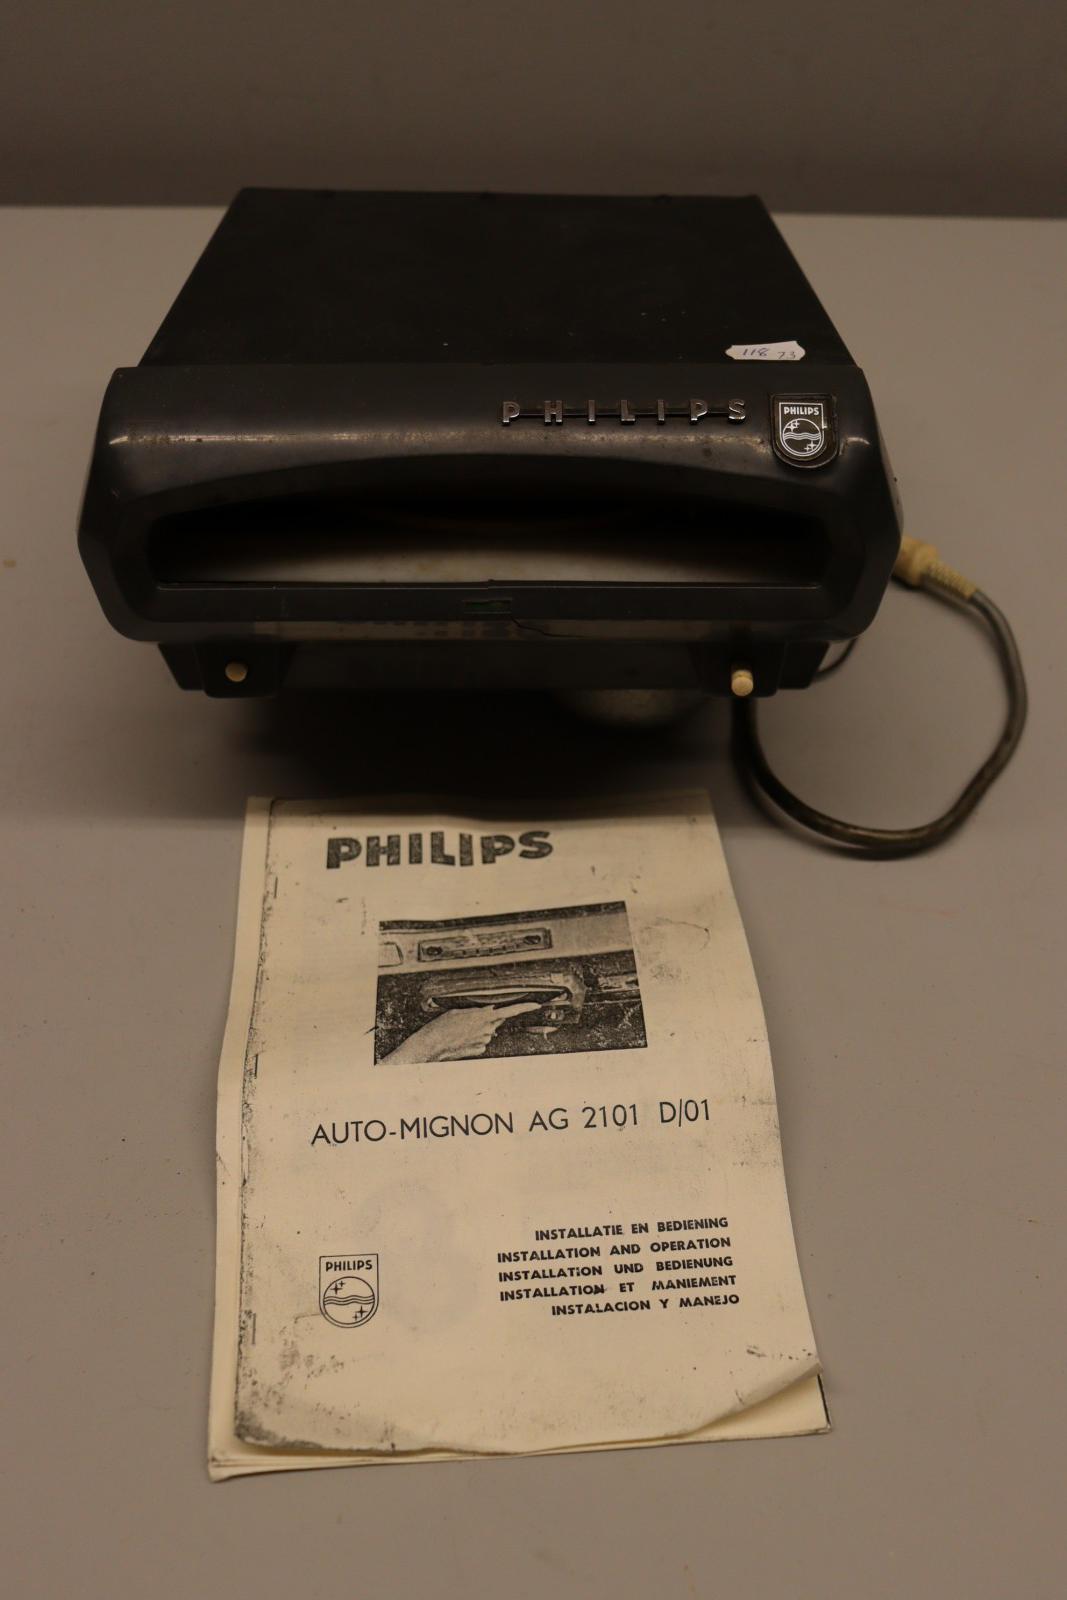 118 73
PHILIPS
PHILIPS
PHILIPS
AUTO-MIGNON AG 2101 D/01
INSTALLATIE EN BEDIENING
INSTALLATION AND OPERATION
INSTALLATION UND BEDIENUNG
INSTALLATION ET MANIEMENT
INSTALACION Y MANEJO
PHILIPS